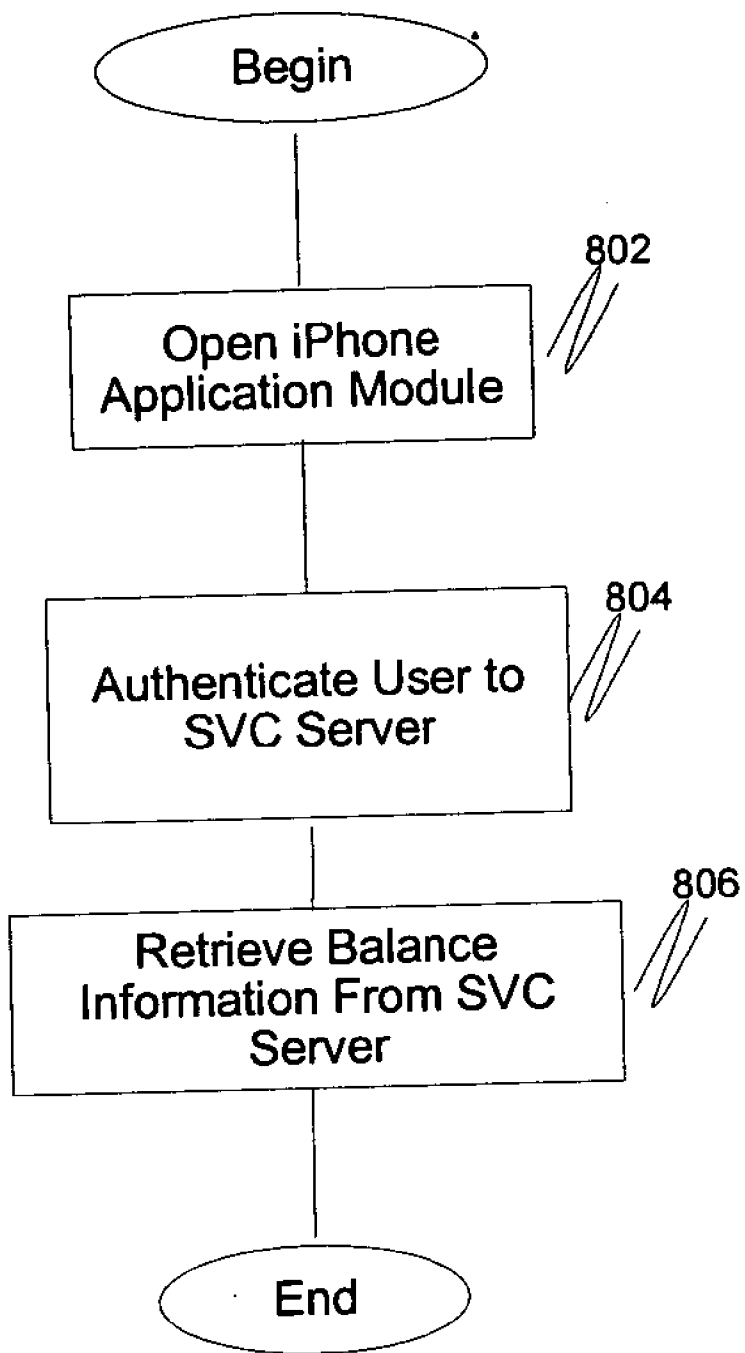 Begin
802
Open iPhone
Application Module
804
Authenticate User to
SVC Server
806
Retrieve Balance
Information From SVC
Server
End